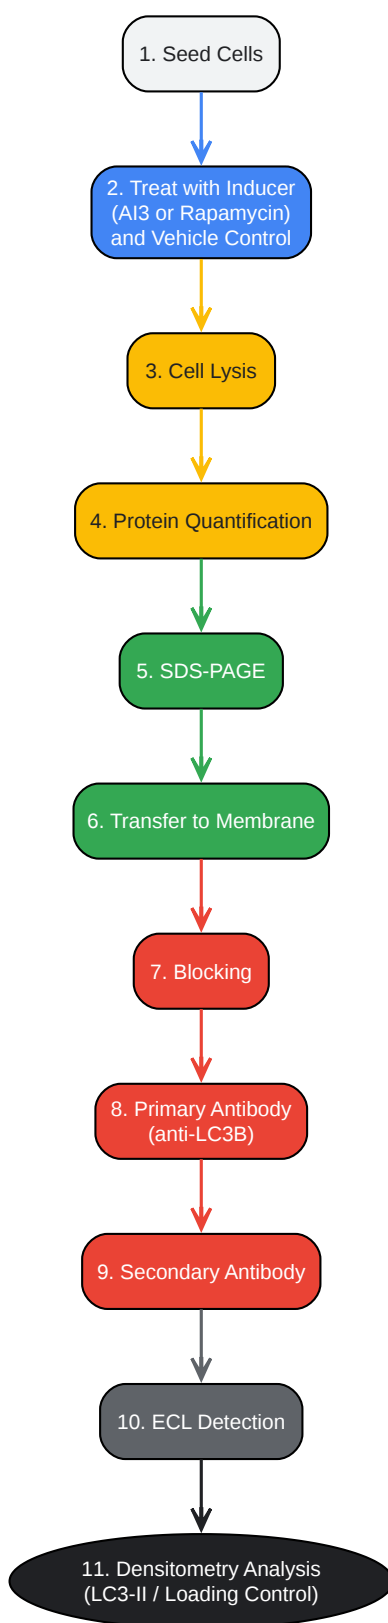 1. Seed Cells
2. Treat with Inducer
(AI3 or Rapamycin)
and Vehicle Control
3. Cell Lysis
4. Protein Quantification
5. SDS-PAGE
6. Transfer to Membrane
7. Blocking
8. Primary Antibody
(anti-LC3B)
9. Secondary Antibody
10. ECL Detection
11. Densitometry Analysis
(LC3-II / Loading Control)